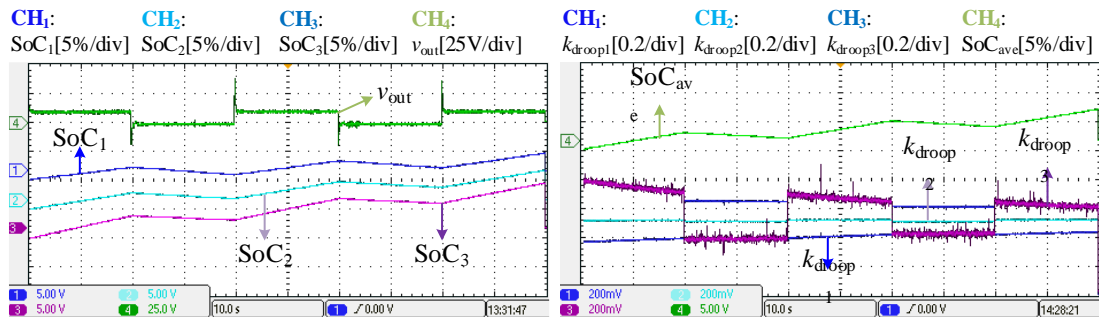 CH1: CH2: CH3: CH4:
SoC1[5%/div] SoC2[5%/div] SoC3[5%/div] vout[25V/div]
4
vout
SoC1
1
2
3
SoC2
SoC3
1 5.00 V 2 5.00 V
3 5.00 V 4 25.0 V
10.0 s
1 0.00 V
13:31:47
CH1: CH2: CH3: CH4:
kdroop1[0.2/div] kdroop2[0.2/div] kdroop3[0.2/div] SoCave[5%/div]
SoCav
e
4
kdroop
2
kdroop
3
kdroop
1
1 200mV 2 200mV
3 200mV 4 5.00 V
10.0 s
1 0.00 V
14:28:21